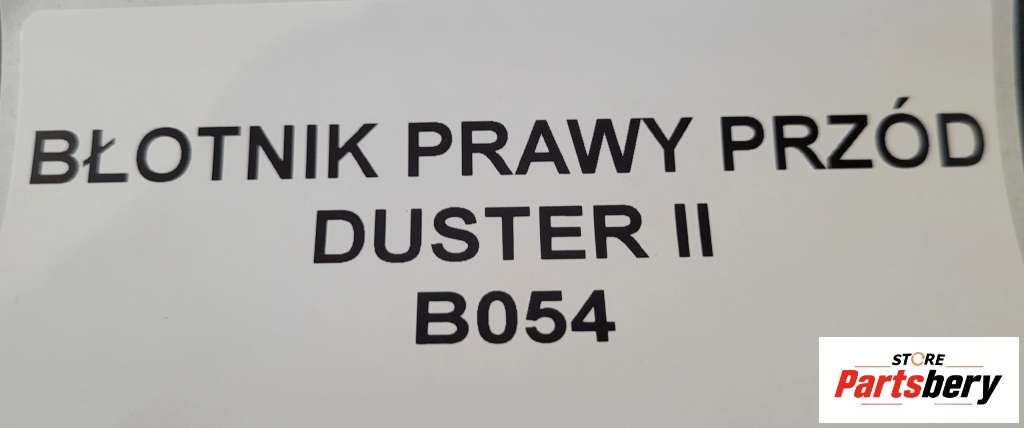 BŁOTNIK PRAWY PRZÓD
DUSTER II
B054
STORE
Partsbery